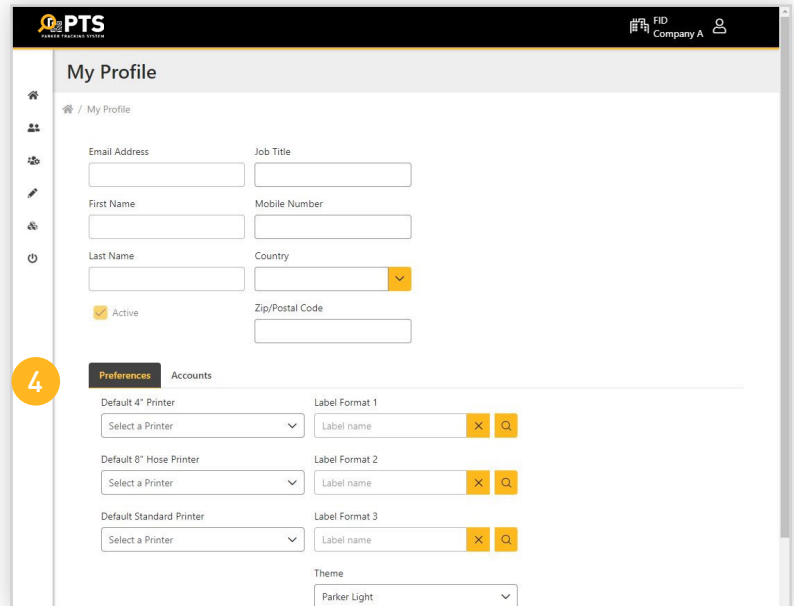 PTS
PARKER TRACKING SYSTEM
FID
Company A
My Profile
/ My Profile
Email Address
Job Title
First Name
Mobile Number
Last Name
Country
Active
Zip/Postal Code
4
Preferences
Accounts
Default 4" Printer
Label Format 1
Select a Printer
Label name
Default 8" Hose Printer
Label Format 2
Select a Printer
Label name
Default Standard Printer
Label Format 3
Select a Printer
Label name
Theme
Parker Light